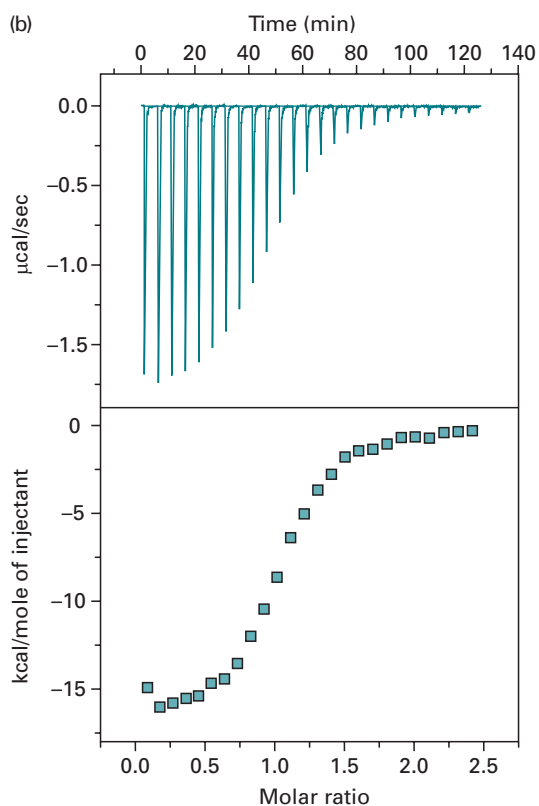 (b)
Time (min)
0 20 40 60 80 100 120 140
0.0
−0.5
−1.0
−1.5
μcal/sec
0
−5
−10
−15
kcal/mole of injectant
0.0 0.5 1.0 1.5 2.0 2.5
Molar ratio